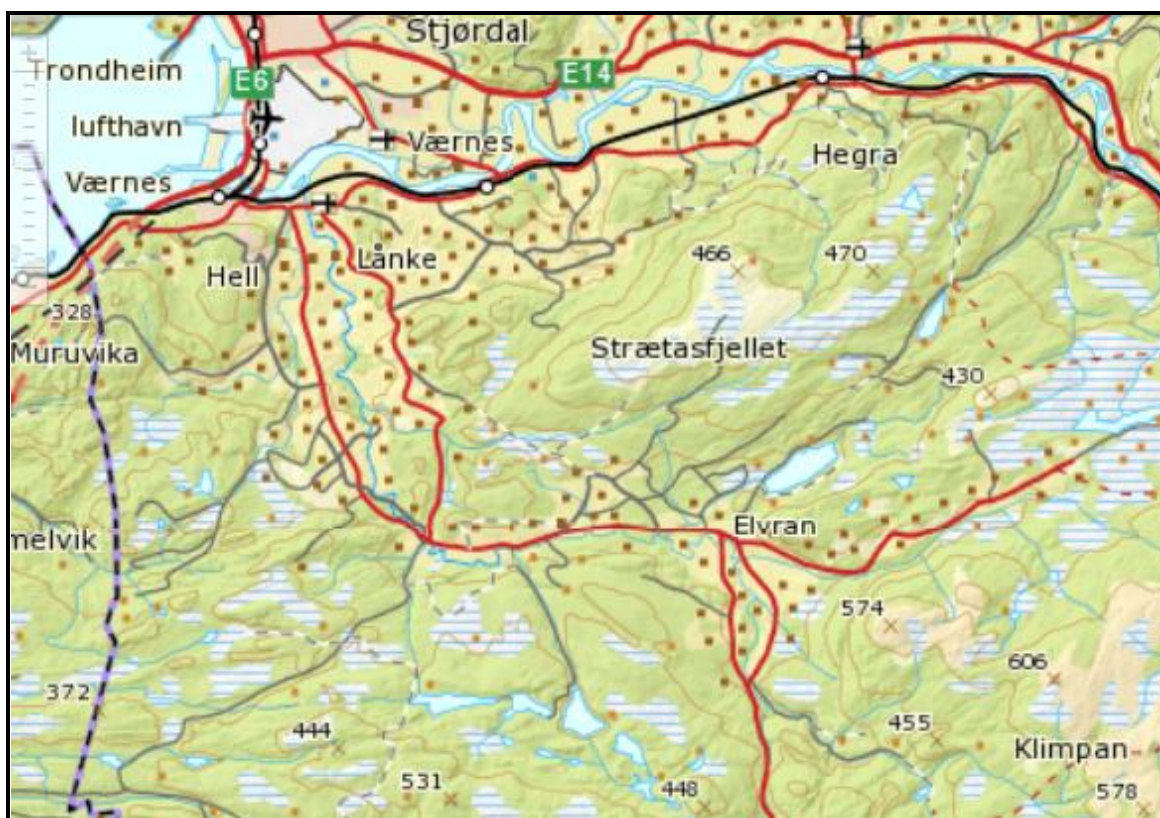 Stjørdal
Trondheim
lufthavn
Værnes
E6
E14
Værnes
Hegra
Hell
Lånke
466
470
328
Muruvika
Strætasfjellet
430
melvik
Elvran
574
606
372
444
455
Klimpan
531
448
578